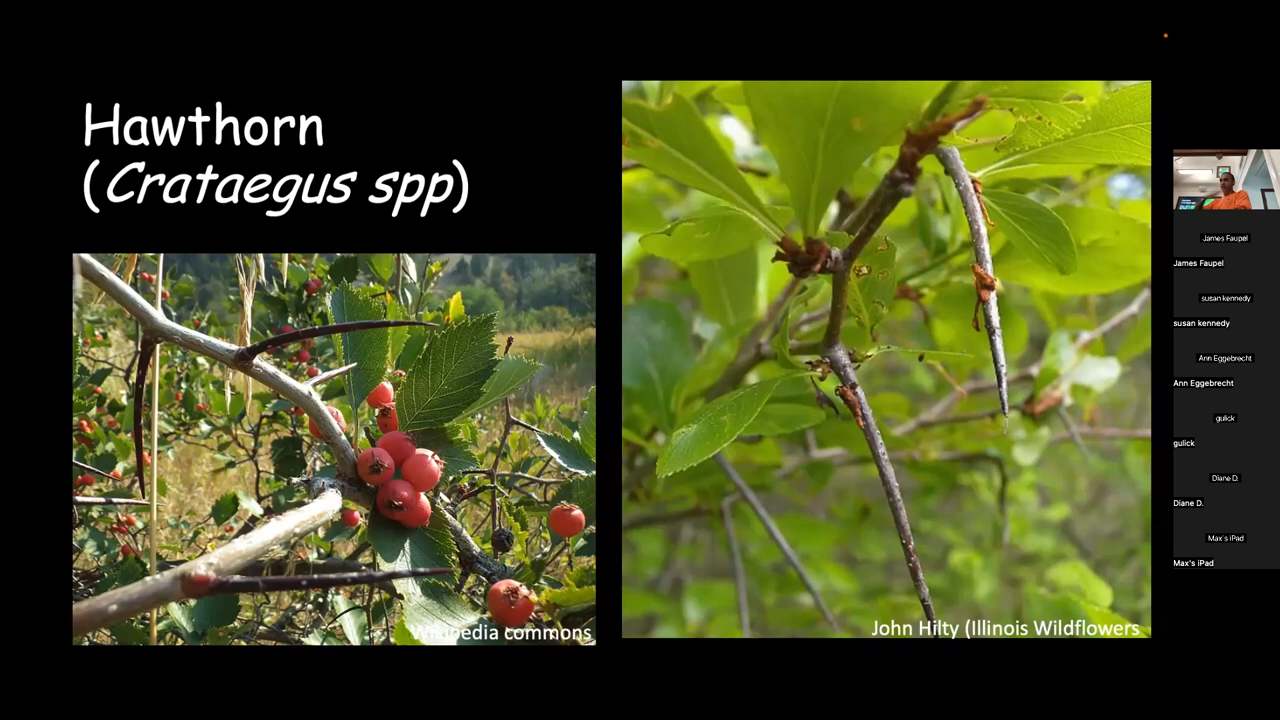 Hawthorn
(Crataegus spp)
Wikipedia commons
John Hilty (Illinois Wildflowers
James Faupel
James Faupel
susan kennedy
susan kennedy
Ann Eggebrecht
Ann Eggebrecht
gulick
gulick
Diane D.
Diane D.
Max's iPad
Max's iPad